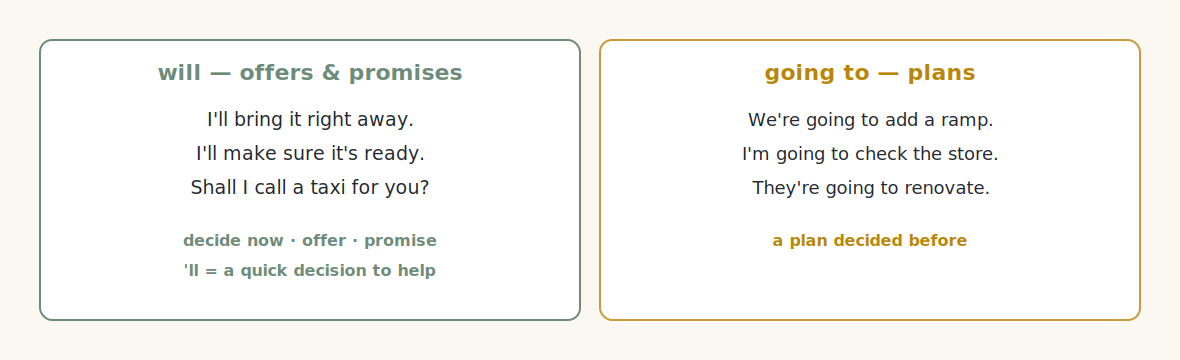 will — offers & promises
I'll bring it right away.
I'll make sure it's ready.
Shall I call a taxi for you?
decide now · offer · promise
'll = a quick decision to help
going to — plans
We're going to add a ramp.
I'm going to check the store.
They're going to renovate.
a plan decided before